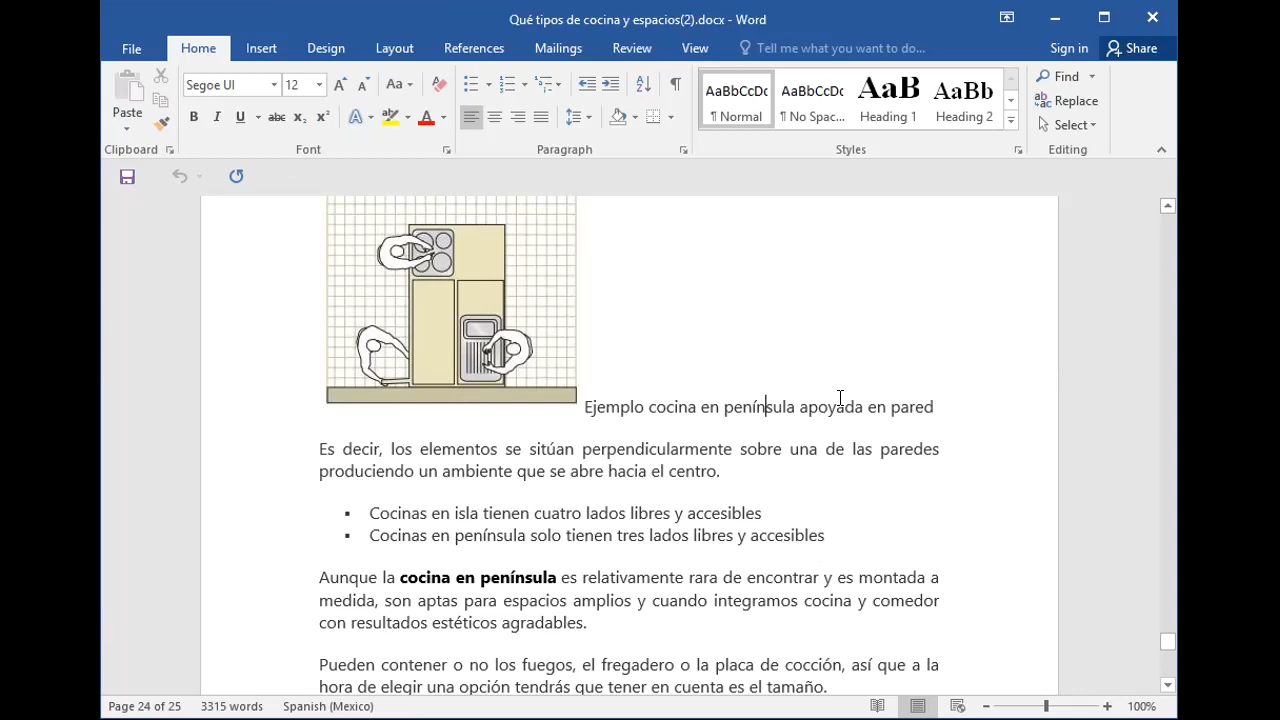 Qué tipos de cocina y espacios(2).docx - Word
File Home Insert Design Layout References Mailings Review View Tell me what you want to do... Sign in Share
Segoe UI 12 Aa
Paste
B I U abc x₂ x² A A
AaBbCcDc AaBbCcDc AaB AaBb
¶ Normal ¶ No Spac... Heading 1 Heading 2
Find
Replace
Select
Clipboard Font Paragraph Styles Editing
Ejemplo cocina en península apoyada en pared
Es decir, los elementos se sitúan perpendicularmente sobre una de las paredes
produciendo un ambiente que se abre hacia el centro.
▪ Cocinas en isla tienen cuatro lados libres y accesibles
▪ Cocinas en península solo tienen tres lados libres y accesibles
Aunque la cocina en península es relativamente rara de encontrar y es montada a
medida, son aptas para espacios amplios y cuando integramos cocina y comedor
con resultados estéticos agradables.
Pueden contener o no los fuegos, el fregadero o la placa de cocción, así que a la
hora de elegir una opción tendrás que tener en cuenta es el tamaño.
Page 24 of 25 3315 words Spanish (Mexico) 100%